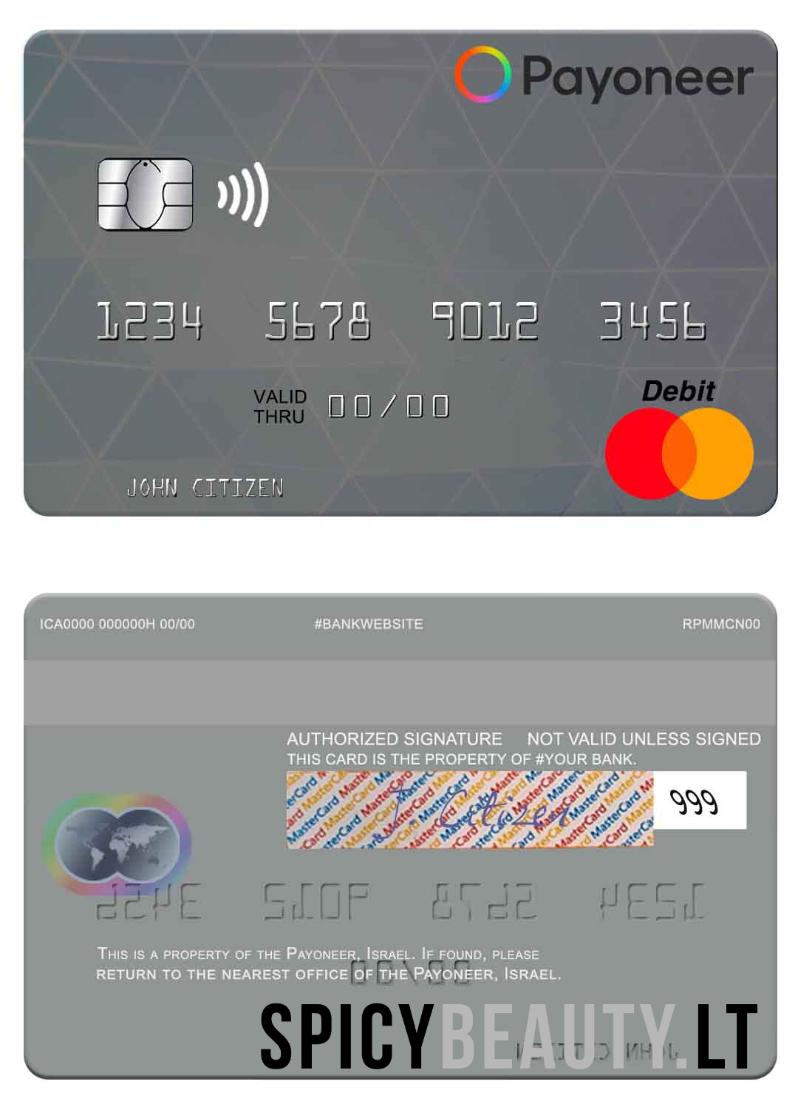 Payoneer
1234 5678 9012 3456
Debit
VALID THRU 00/00
JOHN CITIZEN
ICA0000 000000H 00/00 #BANKWEBSITE RPMMCN00
AUTHORIZED SIGNATURE NOT VALID UNLESS SIGNED
THIS CARD IS THE PROPERTY OF #YOUR BANK.
J Citizen 999
THIS IS A PROPERTY OF THE PAYONEER, ISRAEL. IF FOUND, PLEASE
RETURN TO THE NEAREST OFFICE OF THE PAYONEER, ISRAEL.
SPICYBEAUTY.LT